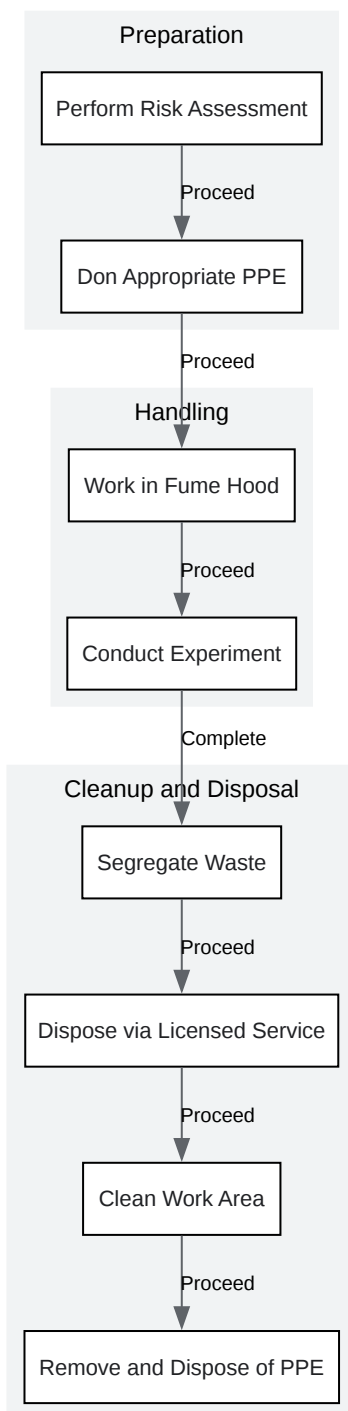 Preparation
Perform Risk Assessment
Proceed
Don Appropriate PPE
Proceed
Handling
Work in Fume Hood
Proceed
Conduct Experiment
Complete
Cleanup and Disposal
Segregate Waste
Proceed
Dispose via Licensed Service
Proceed
Clean Work Area
Proceed
Remove and Dispose of PPE